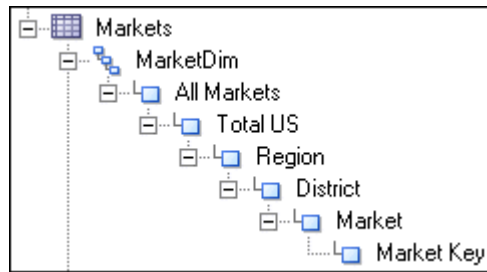 Markets
MarketDim
All Markets
Total US
Region
District
Market
Market Key